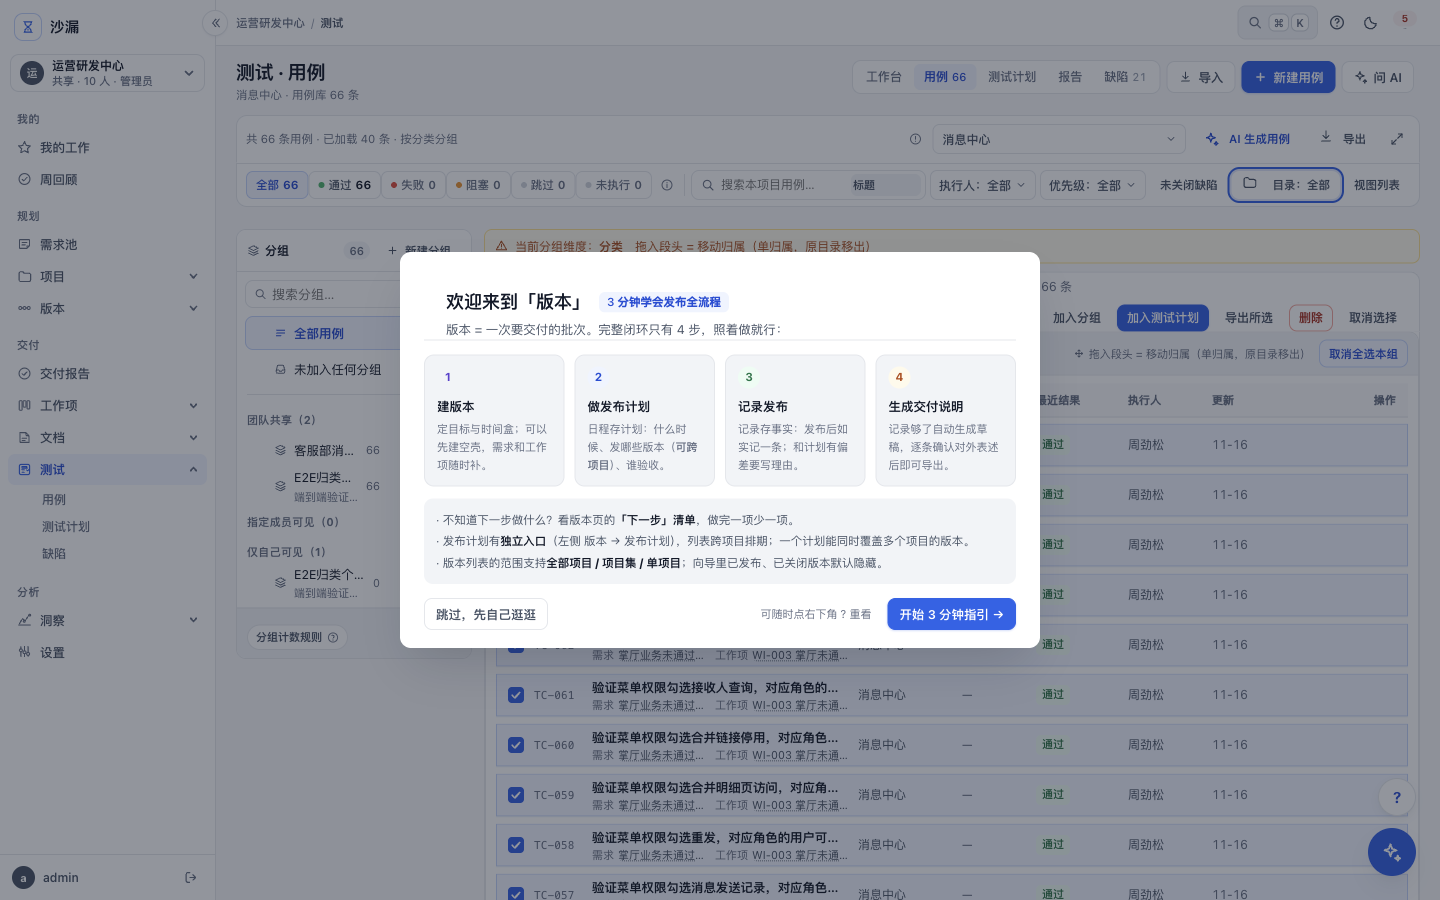 沙漏
运
运营研发中心
共享 · 10 人 · 管理员
我的
我的工作
周回顾
规划
需求池
项目
版本
交付
交付报告
工作项
文档
测试
用例
测试计划
缺陷
分析
洞察
设置
a
admin
运营研发中心 / 测试
⌘ K
5
测试 · 用例
消息中心 · 用例库 66 条
工作台
用例 66
测试计划
报告
缺陷 21
导入
+ 新建用例
问 AI
共 66 条用例 · 已加载 40 条 · 按分类分组
消息中心
AI 生成用例
导出
全部 66
通过 66
失败 0
阻塞 0
跳过 0
未执行 0
搜索本项目用例...
标题
执行人：全部
优先级：全部
未关闭缺陷
目录：全部
视图列表
分组
66
+ 新建分组
搜索分组...
全部用例
未加入任何分组
团队共享（2）
客服部消... 66
E2E归类... 66
端到端验证...
指定成员可见（0）
仅自己可见（1）
E2E归类个... 0
端到端验证...
分组计数规则
当前分组维度：分类 拖入段头 = 移动归属（单归属，原目录移出）
66 条
加入分组
加入测试计划
导出所选
删除
取消选择
拖入段头 = 移动归属（单归属，原目录移出）
取消全选本组
最近结果
执行人
更新
操作
通过 周劲松 11-16
通过 周劲松 11-16
通过 周劲松 11-16
通过 周劲松 11-16
通过 周劲松 11-16
需求 掌厅业务未通过... 工作项 WI-003 掌厅未通...
TC-061 验证菜单权限勾选接收人查询，对应角色的... 消息中心 — 通过 周劲松 11-16
需求 掌厅业务未通过... 工作项 WI-003 掌厅未通...
TC-060 验证菜单权限勾选合并链接停用，对应角色... 消息中心 — 通过 周劲松 11-16
需求 掌厅业务未通过... 工作项 WI-003 掌厅未通...
TC-059 验证菜单权限勾选合并明细页访问，对应角... 消息中心 — 通过 周劲松 11-16
需求 掌厅业务未通过... 工作项 WI-003 掌厅未通...
TC-058 验证菜单权限勾选重发，对应角色的用户可... 消息中心 — 通过 周劲松 11-16
需求 掌厅业务未通过... 工作项 WI-003 掌厅未通...
TC-057 验证菜单权限勾选消息发送记录，对应角色... 消息中心 — 通过 周劲松 11-16
欢迎来到「版本」 3 分钟学会发布全流程
版本 = 一次要交付的批次。完整闭环只有 4 步，照着做就行：
1
建版本
定目标与时间盒；可以
先建空壳，需求和工作
项随时补。
2
做发布计划
日程存计划：什么时
候、发哪些版本（可跨
项目）、谁验收。
3
记录发布
记录存事实：发布后如
实记一条；和计划有偏
差要写理由。
4
生成交付说明
记录够了自动生成草
稿，逐条确认对外表述
后即可导出。
· 不知道下一步做什么？看版本页的「下一步」清单，做完一项少一项。
· 发布计划有独立入口（左侧 版本 → 发布计划），列表跨项目排期；一个计划能同时覆盖多个项目的版本。
· 版本列表的范围支持全部项目 / 项目集 / 单项目；向导里已发布、已关闭版本默认隐藏。
跳过，先自己逛逛
可随时点右下角 ? 重看
开始 3 分钟指引 →
?